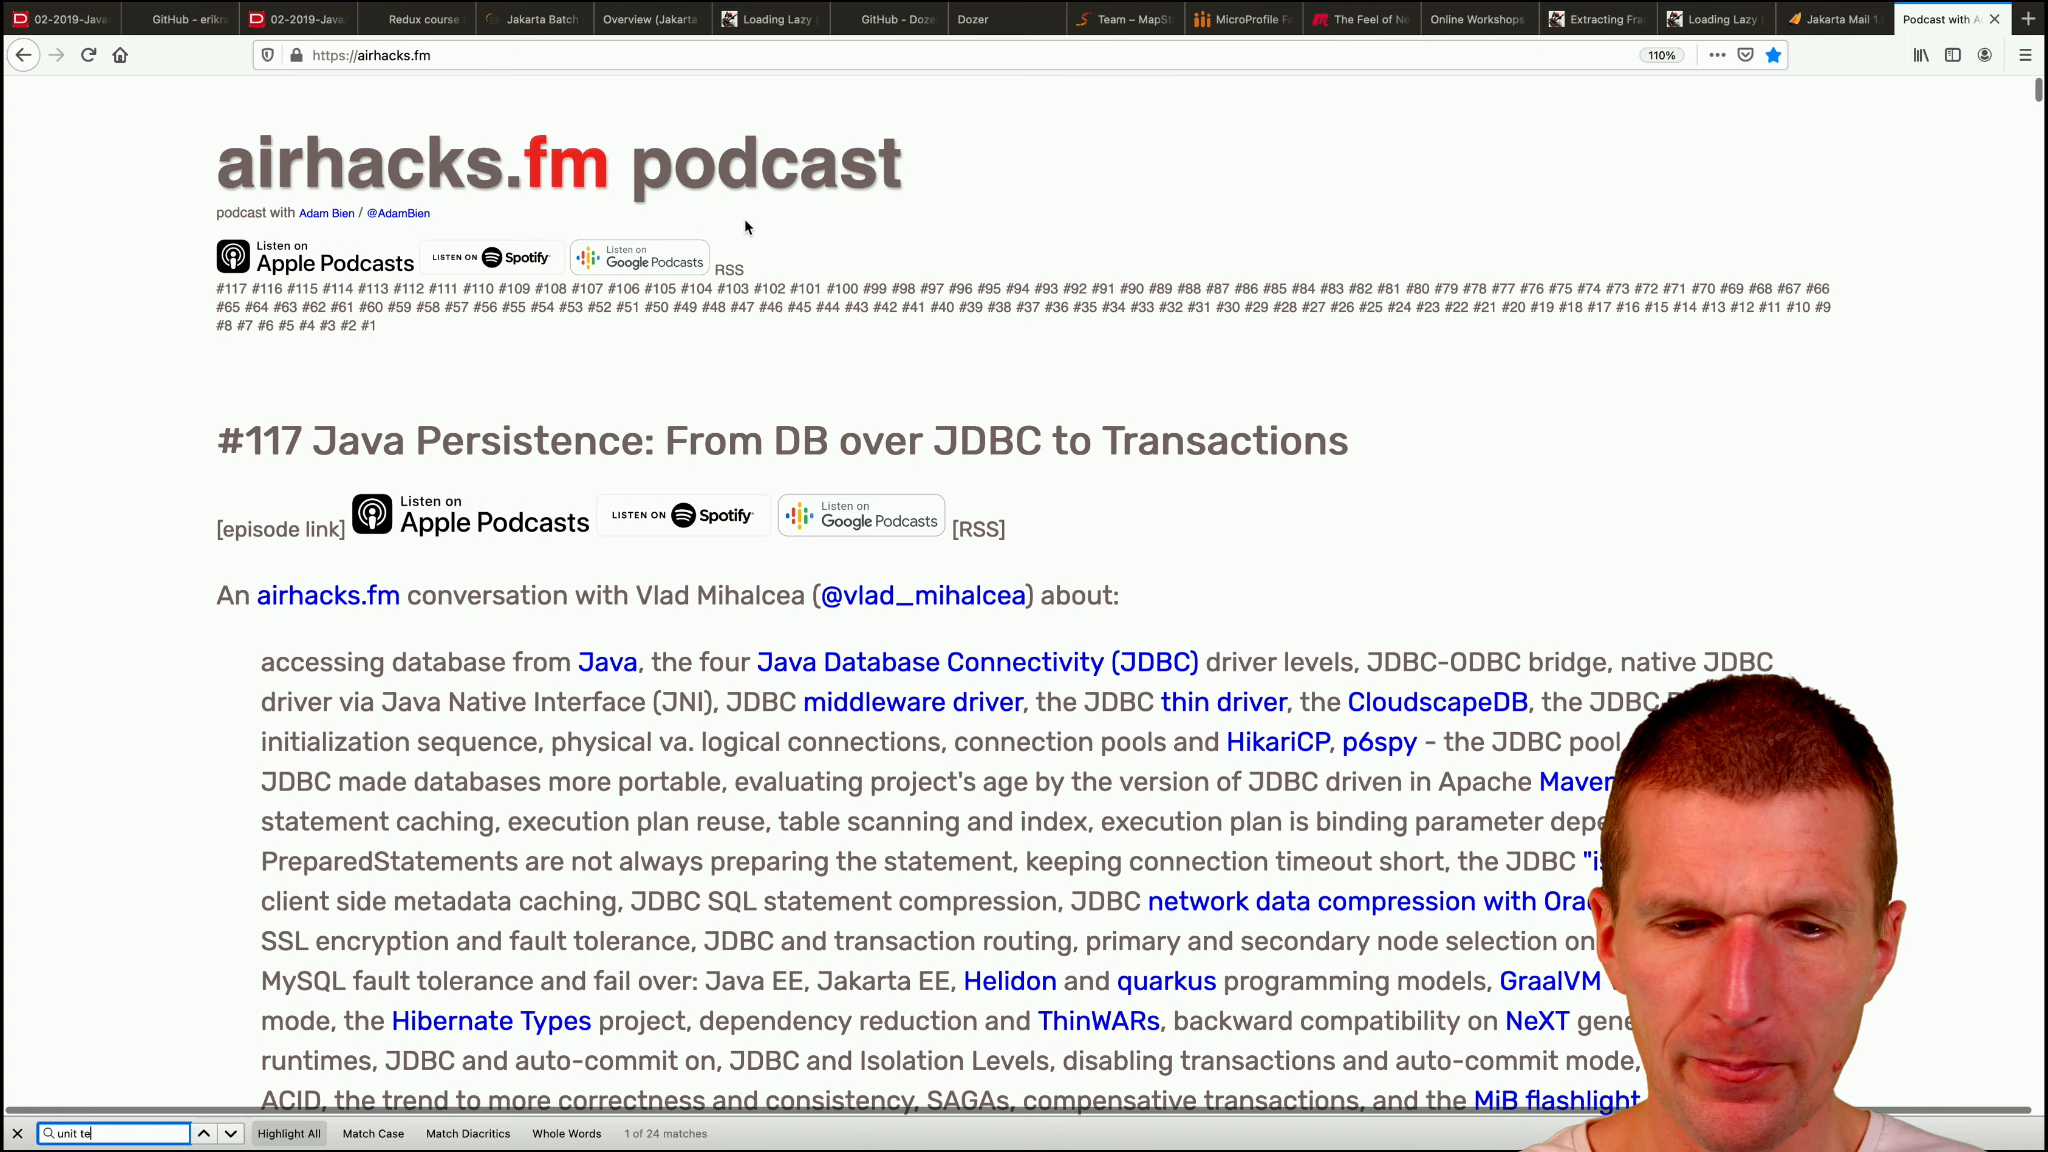 02-2019-Java GitHub - erikr 02-2019-Java Redux course Jakarta Batch Overview (Jakarta Loading Lazy GitHub - Doze Dozer Team – MapSt MicroProfile Fa The Feel of Ne Online Workshops Extracting Fra Loading Lazy Jakarta Mail 1. Podcast with A
https://airhacks.fm 110%
airhacks.fm podcast
podcast with Adam Bien / @AdamBien
Listen on Apple Podcasts LISTEN ON Spotify Listen on Google Podcasts RSS
#117 #116 #115 #114 #113 #112 #111 #110 #109 #108 #107 #106 #105 #104 #103 #102 #101 #100 #99 #98 #97 #96 #95 #94 #93 #92 #91 #90 #89 #88 #87 #86 #85 #84 #83 #82 #81 #80 #79 #78 #77 #76 #75 #74 #73 #72 #71 #70 #69 #68 #67 #66
#65 #64 #63 #62 #61 #60 #59 #58 #57 #56 #55 #54 #53 #52 #51 #50 #49 #48 #47 #46 #45 #44 #43 #42 #41 #40 #39 #38 #37 #36 #35 #34 #33 #32 #31 #30 #29 #28 #27 #26 #25 #24 #23 #22 #21 #20 #19 #18 #17 #16 #15 #14 #13 #12 #11 #10 #9
#8 #7 #6 #5 #4 #3 #2 #1
#117 Java Persistence: From DB over JDBC to Transactions
[episode link] Listen on Apple Podcasts LISTEN ON Spotify Listen on Google Podcasts [RSS]
An airhacks.fm conversation with Vlad Mihalcea (@vlad_mihalcea) about:
accessing database from Java, the four Java Database Connectivity (JDBC) driver levels, JDBC-ODBC bridge, native JDBC
driver via Java Native Interface (JNI), JDBC middleware driver, the JDBC thin driver, the CloudscapeDB, the JDBC
initialization sequence, physical va. logical connections, connection pools and HikariCP, p6spy - the JDBC pool
JDBC made databases more portable, evaluating project's age by the version of JDBC driven in Apache Maven
statement caching, execution plan reuse, table scanning and index, execution plan is binding parameter depe
PreparedStatements are not always preparing the statement, keeping connection timeout short, the JDBC "is
client side metadata caching, JDBC SQL statement compression, JDBC network data compression with Orac
SSL encryption and fault tolerance, JDBC and transaction routing, primary and secondary node selection on
MySQL fault tolerance and fail over: Java EE, Jakarta EE, Helidon and quarkus programming models, GraalVM
mode, the Hibernate Types project, dependency reduction and ThinWARs, backward compatibility on NeXT gene
runtimes, JDBC and auto-commit on, JDBC and Isolation Levels, disabling transactions and auto-commit mode,
ACID, the trend to more correctness and consistency, SAGAs, compensative transactions, and the MiB flashlight
unit te Highlight All Match Case Match Diacritics Whole Words 1 of 24 matches